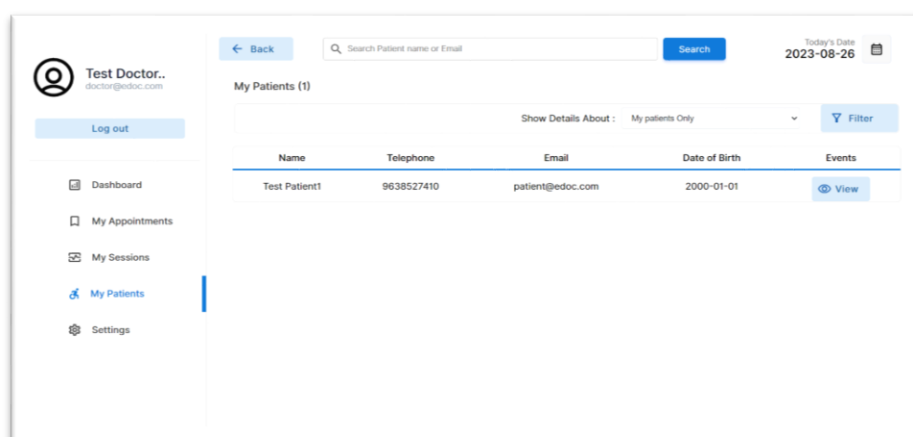 Test Doctor..
doctor@edoc.com
Log out
Dashboard
My Appointments
My Sessions
My Patients
Settings
Back
Search Patient name or Email
Search
Today's Date
2023-08-26
My Patients (1)
Show Details About : My patients Only Filter
Name Telephone Email Date of Birth Events
Test Patient1 9638527410 patient@edoc.com 2000-01-01 View